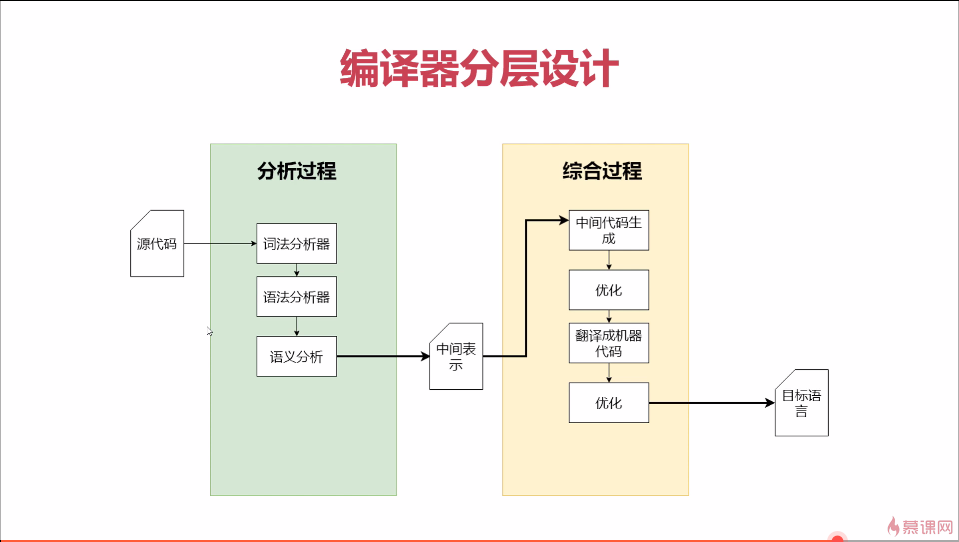 编译器分层设计
分析过程
综合过程
源代码
词法分析器
语法分析器
语义分析
中间表
示
中间代码生
成
优化
翻译成机器
代码
优化
目标语
言
慕课网